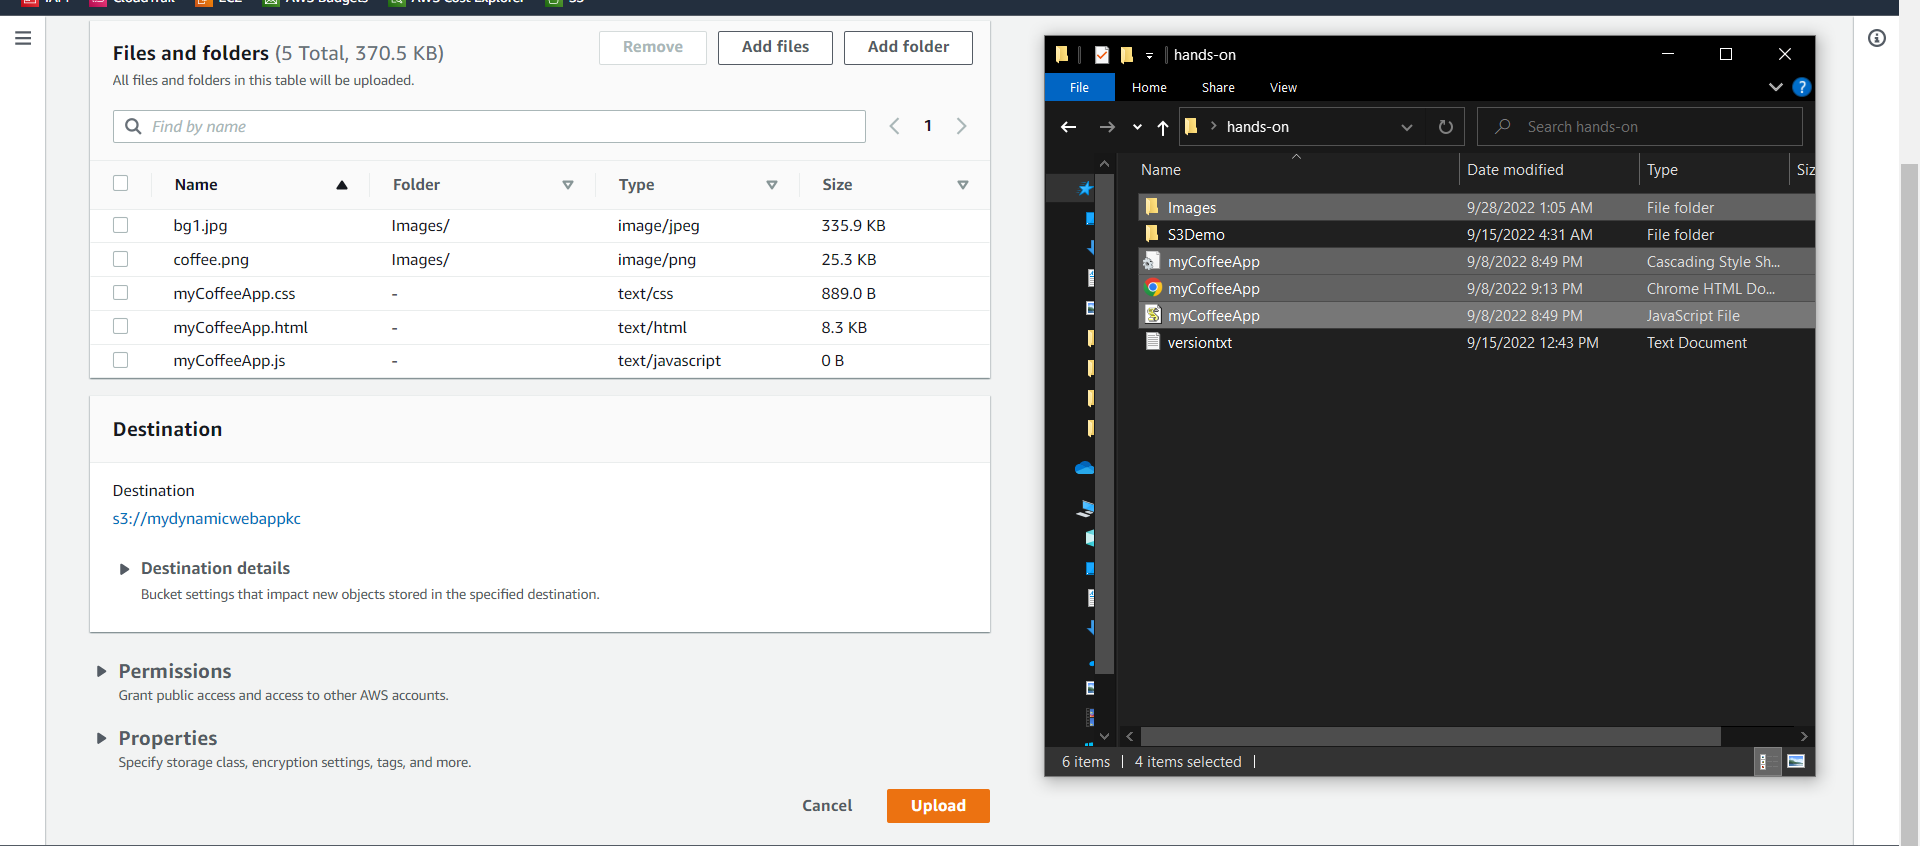 IAM CloudTrail EC2 AWS Budgets AWS Cost Explorer S3
Files and folders (5 Total, 370.5 KB)
Remove Add files Add folder
All files and folders in this table will be uploaded.
Find by name
1
Name Folder Type Size
bg1.jpg Images/ image/jpeg 335.9 KB
coffee.png Images/ image/png 25.3 KB
myCoffeeApp.css - text/css 889.0 B
myCoffeeApp.html - text/html 8.3 KB
myCoffeeApp.js - text/javascript 0 B
Destination
Destination
s3://mydynamicwebappkc
Destination details
Bucket settings that impact new objects stored in the specified destination.
Permissions
Grant public access and access to other AWS accounts.
Properties
Specify storage class, encryption settings, tags, and more.
Cancel Upload
hands-on
File Home Share View
hands-on Search hands-on
Name Date modified Type Siz
Images 9/28/2022 1:05 AM File folder
S3Demo 9/15/2022 4:31 AM File folder
myCoffeeApp 9/8/2022 8:49 PM Cascading Style Sh...
myCoffeeApp 9/8/2022 9:13 PM Chrome HTML Do...
myCoffeeApp 9/8/2022 8:49 PM JavaScript File
versiontxt 9/15/2022 12:43 PM Text Document
6 items 4 items selected